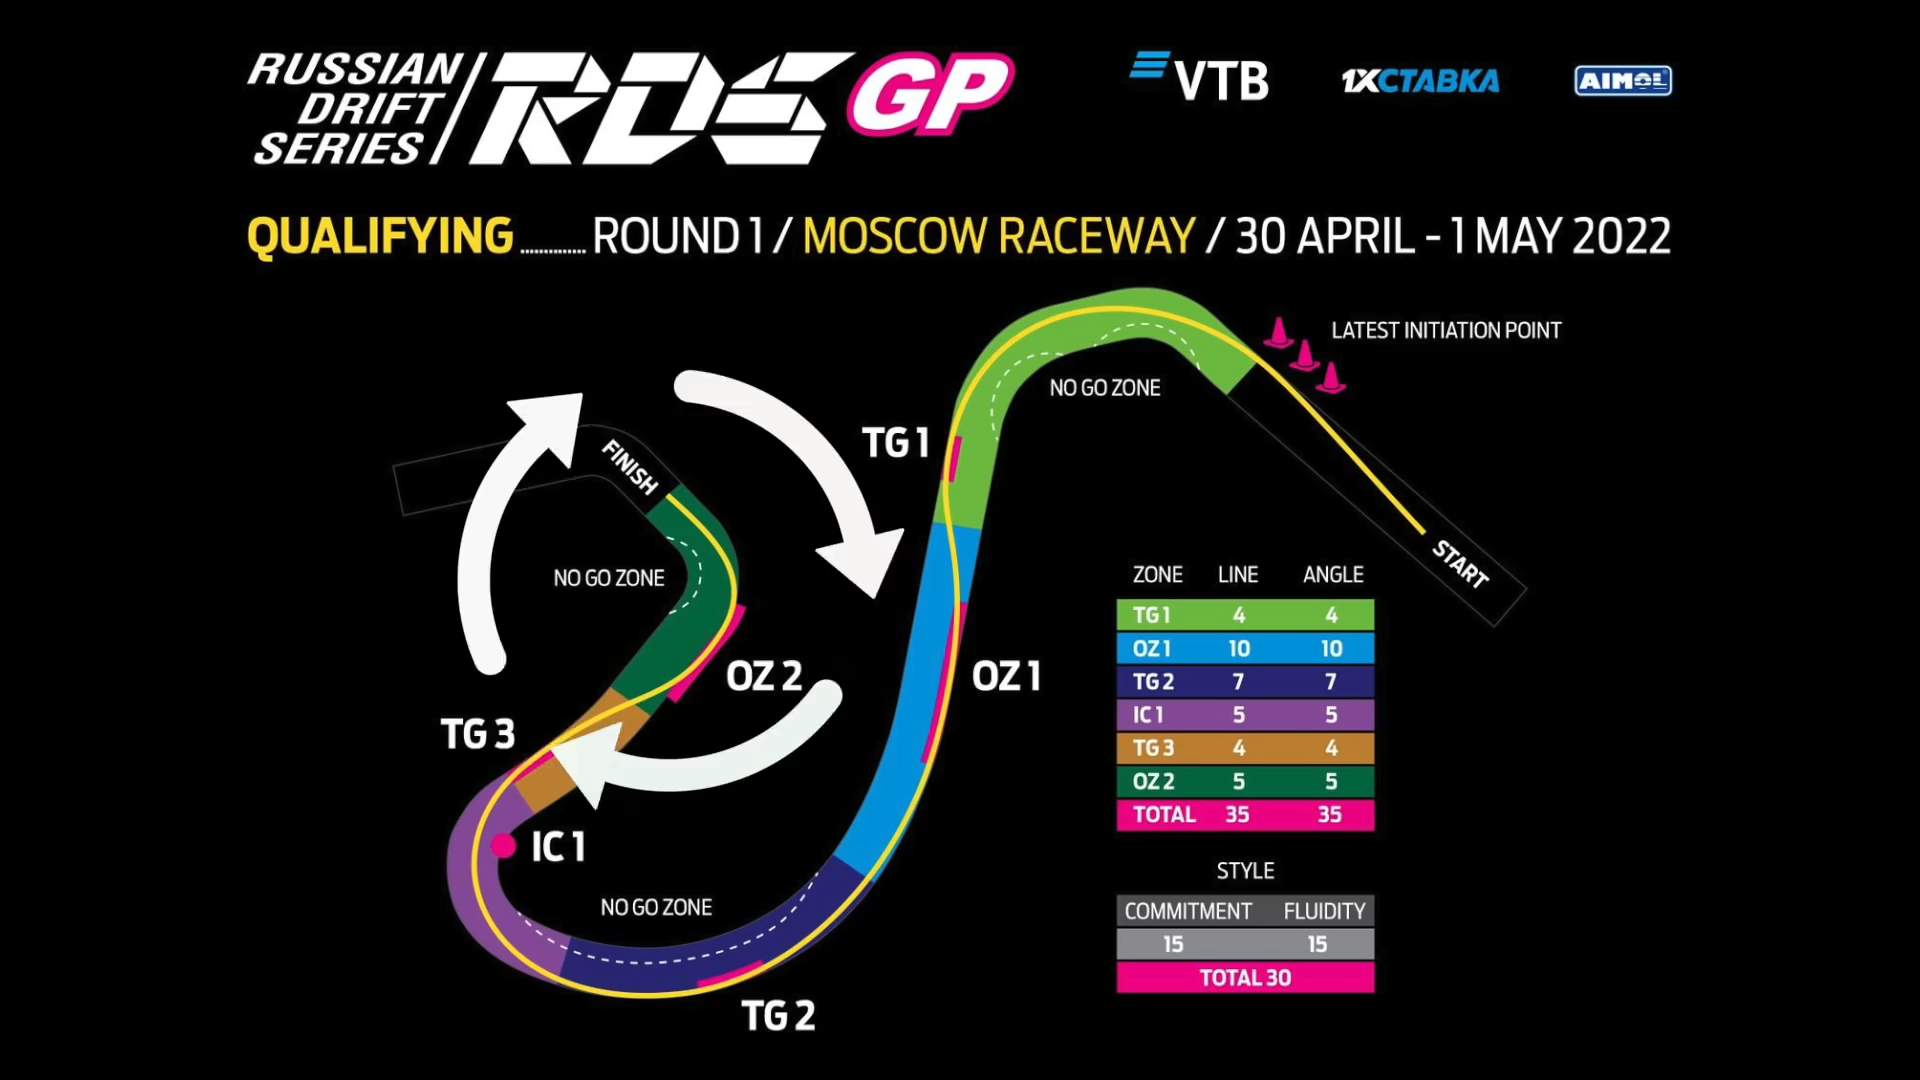 RUSSIAN
DRIFT
SERIES
RDS GP
VTB
1XСТАВКА
AIMOL
QUALIFYING ............ ROUND 1 / MOSCOW RACEWAY / 30 APRIL - 1 MAY 2022
LATEST INITIATION POINT
NO GO ZONE
TG 1
FINISH
START
NO GO ZONE
OZ 2
OZ 1
TG 3
IC 1
NO GO ZONE
TG 2
ZONE LINE ANGLE
TG 1 4 4
OZ 1 10 10
TG 2 7 7
IC 1 5 5
TG 3 4 4
OZ 2 5 5
TOTAL 35 35
STYLE
COMMITMENT FLUIDITY
15 15
TOTAL 30